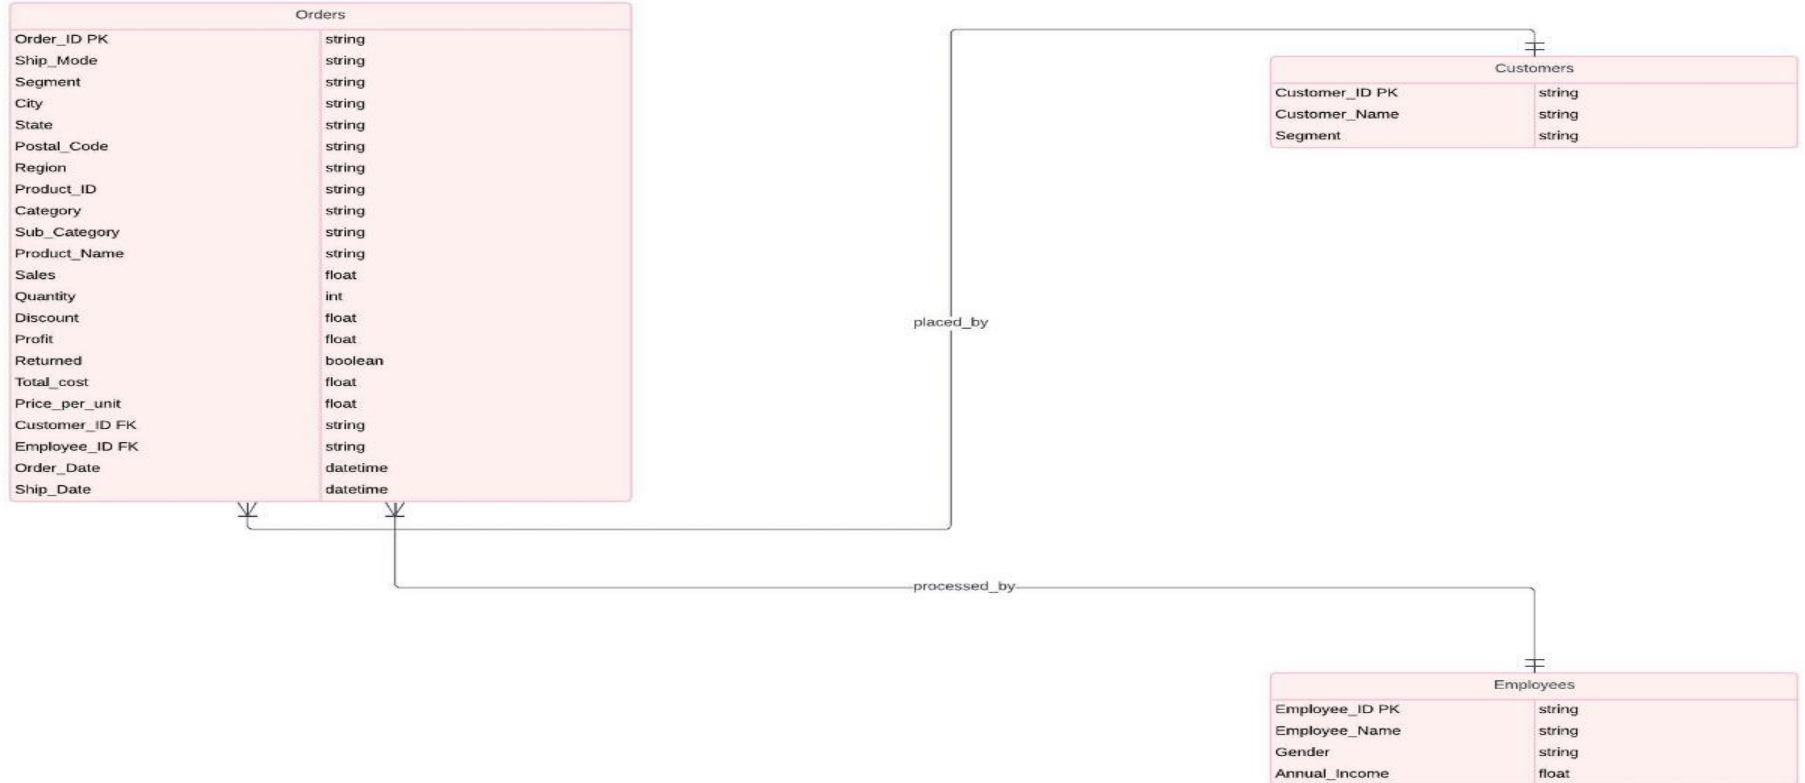 Orders
Order_ID PK string
Ship_Mode string
Segment string
City string
State string
Postal_Code string
Region string
Product_ID string
Category string
Sub_Category string
Product_Name string
Sales float
Quantity int
Discount float
Profit float
Returned boolean
Total_cost float
Price_per_unit float
Customer_ID FK string
Employee_ID FK string
Order_Date datetime
Ship_Date datetime
placed_by
Customers
Customer_ID PK string
Customer_Name string
Segment string
processed_by
Employees
Employee_ID PK string
Employee_Name string
Gender string
Annual_Income float